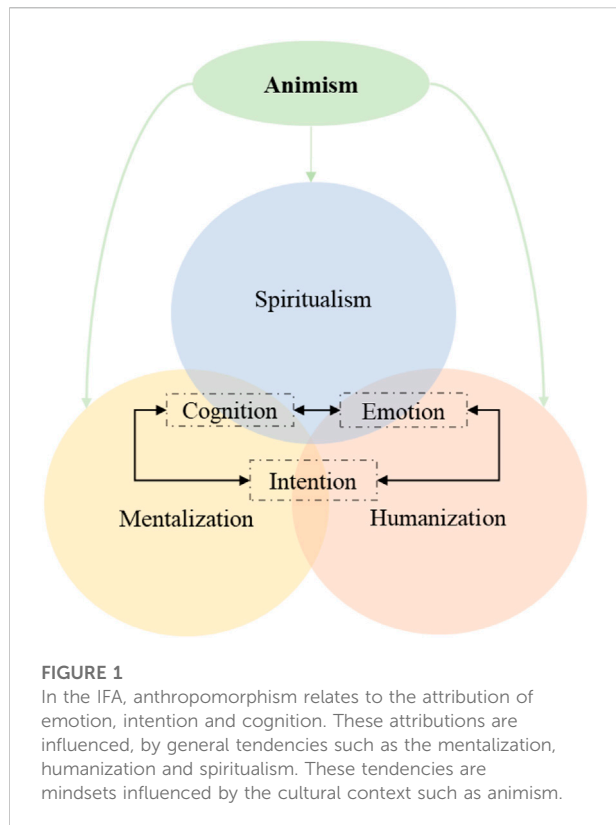 Animism
Spiritualism
Cognition
Emotion
Intention
Mentalization
Humanization
FIGURE 1
In the IFA, anthropomorphism relates to the attribution of
emotion, intention and cognition. These attributions are
influenced, by general tendencies such as the mentalization,
humanization and spiritualism. These tendencies are
mindsets influenced by the cultural context such as animism.